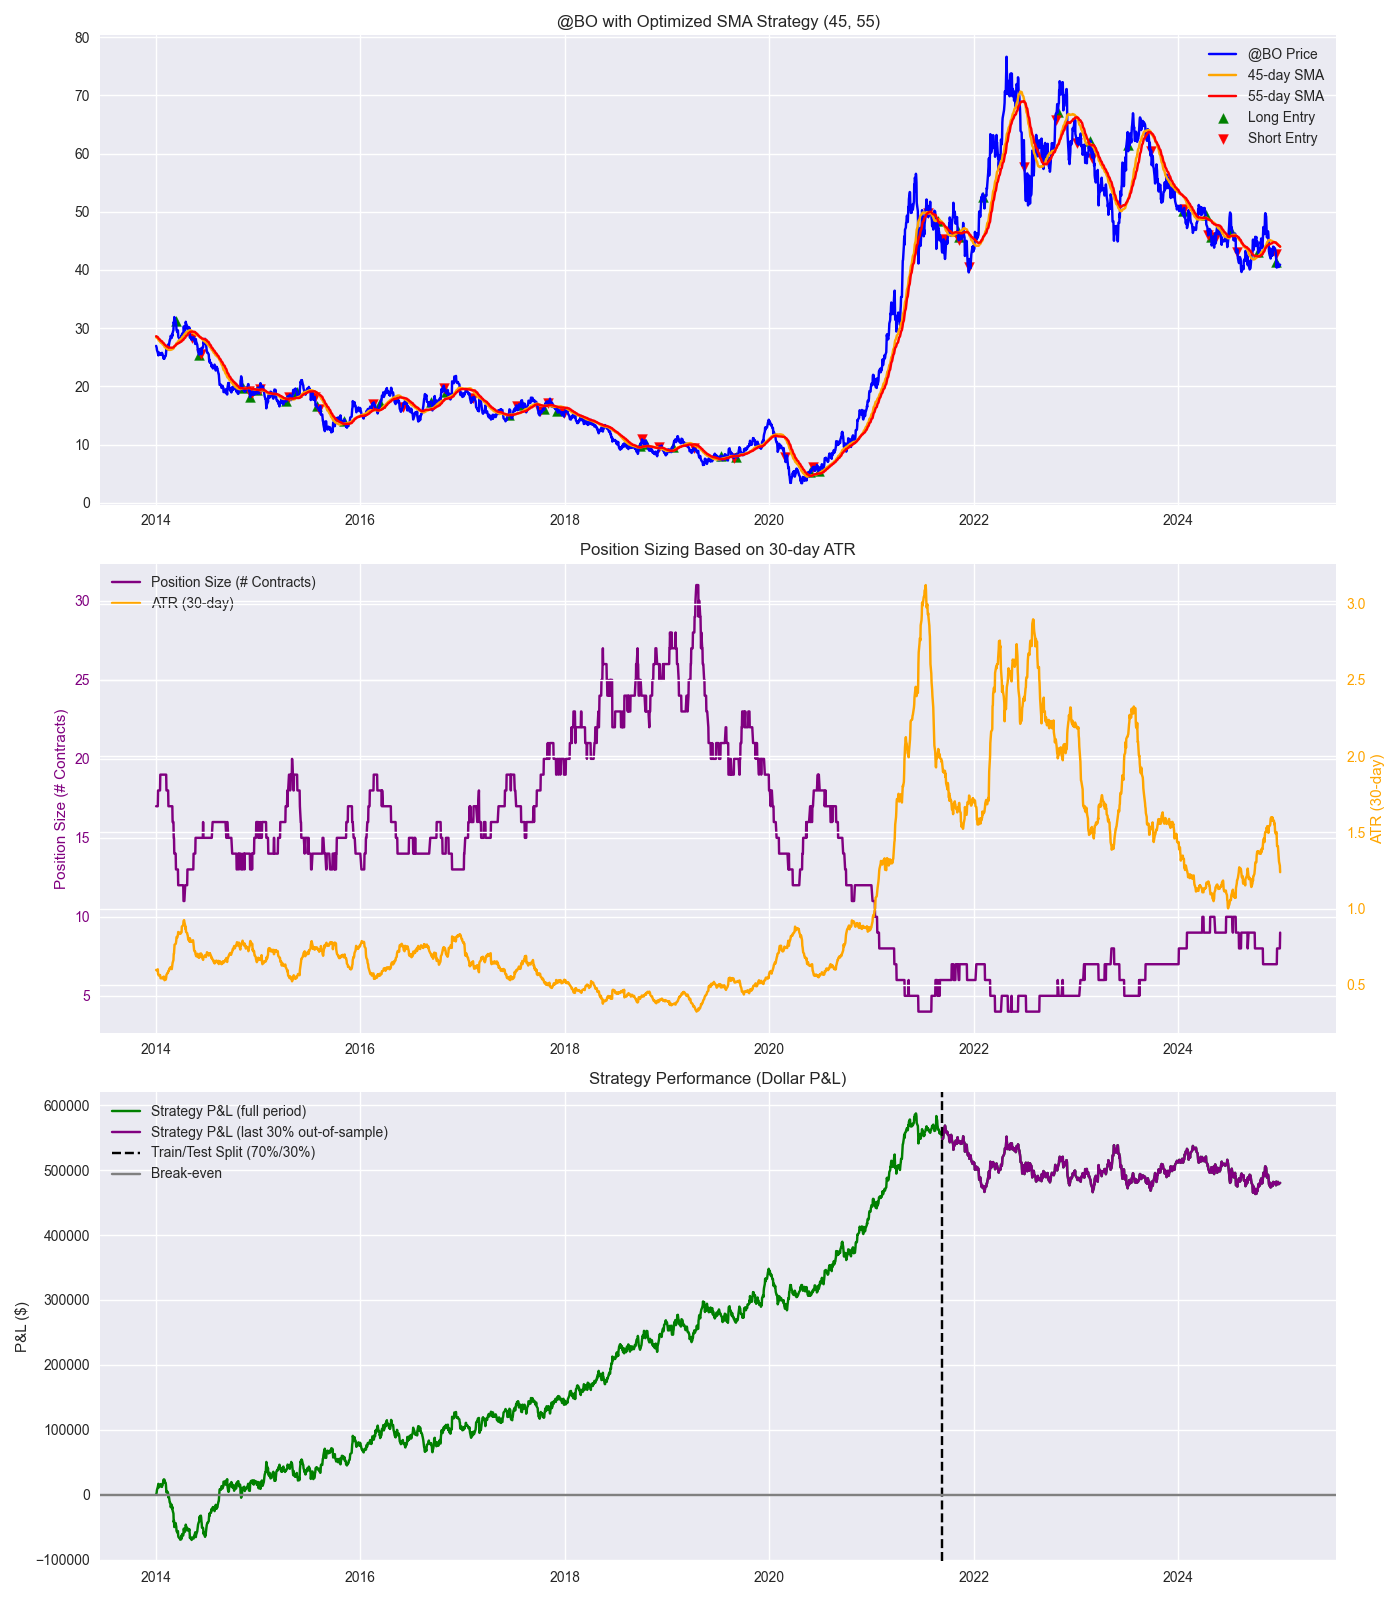 @BO with Optimized SMA Strategy (45, 55)
80
70
60
50
40
30
20
10
0
@BO Price
45-day SMA
55-day SMA
Long Entry
Short Entry
2014 2016 2018 2020 2022 2024
Position Sizing Based on 30-day ATR
Position Size (# Contracts)
30
25
20
15
10
5
Position Size (# Contracts)
ATR (30-day)
3.0
2.5
2.0
1.5
1.0
0.5
ATR (30-day)
2014 2016 2018 2020 2022 2024
Strategy Performance (Dollar P&L)
P&L ($)
600000
500000
400000
300000
200000
100000
0
−100000
Strategy P&L (full period)
Strategy P&L (last 30% out-of-sample)
Train/Test Split (70%/30%)
Break-even
2014 2016 2018 2020 2022 2024